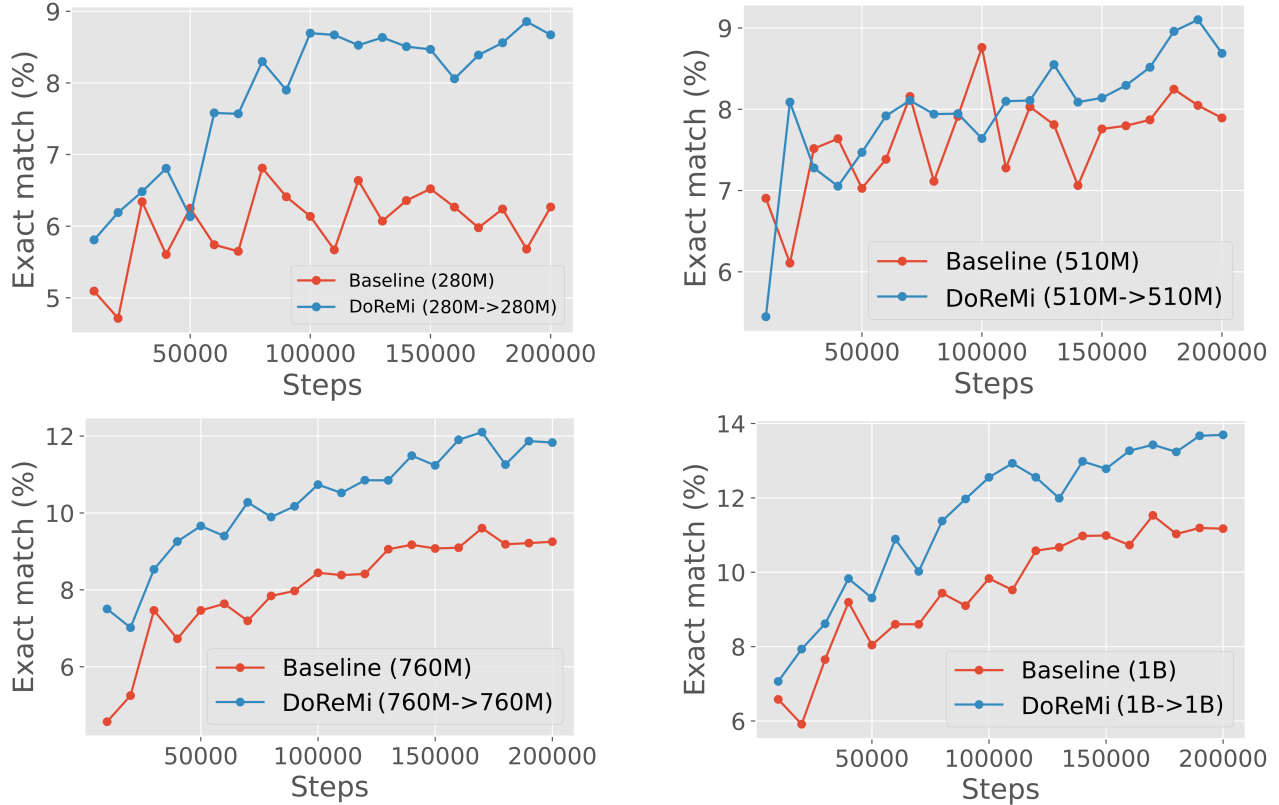 9
8
7
6
5
Exact match (%)
Baseline (280M)
DoReMi (280M->280M)
50000 100000 150000 200000
Steps
9
8
7
6
Exact match (%)
Baseline (510M)
DoReMi (510M->510M)
50000 100000 150000 200000
Steps
12
10
8
6
Exact match (%)
Baseline (760M)
DoReMi (760M->760M)
50000 100000 150000 200000
Steps
14
12
10
8
6
Exact match (%)
Baseline (1B)
DoReMi (1B->1B)
50000 100000 150000 200000
Steps